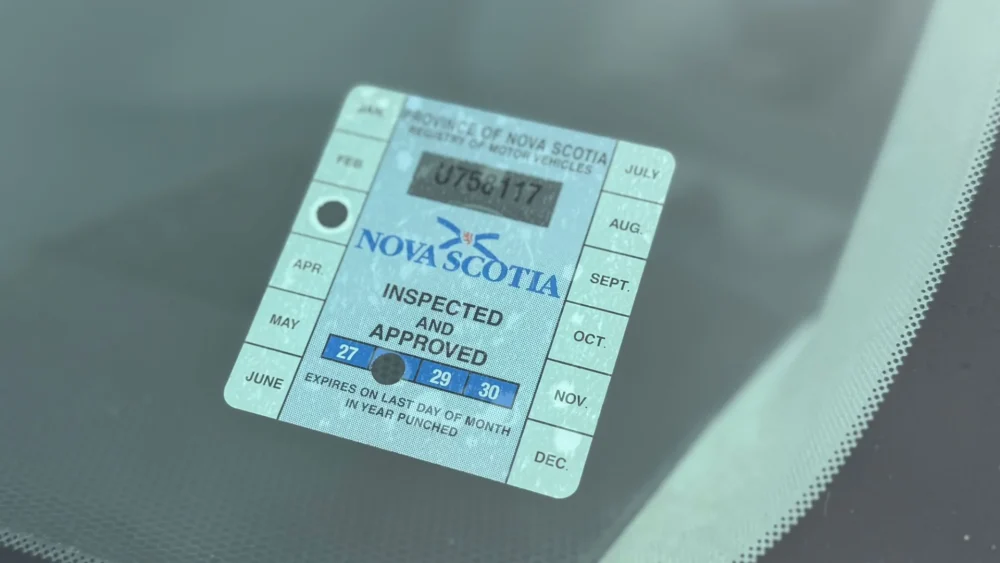 JAN.
FEB.
APR.
MAY
JUNE
PROVINCE OF NOVA SCOTIA
REGISTRY OF MOTOR VEHICLES
U758117
NOVA SCOTIA
INSPECTED
AND
APPROVED
27 29 30
EXPIRES ON LAST DAY OF MONTH
IN YEAR PUNCHED
JULY
AUG.
SEPT.
OCT.
NOV.
DEC.